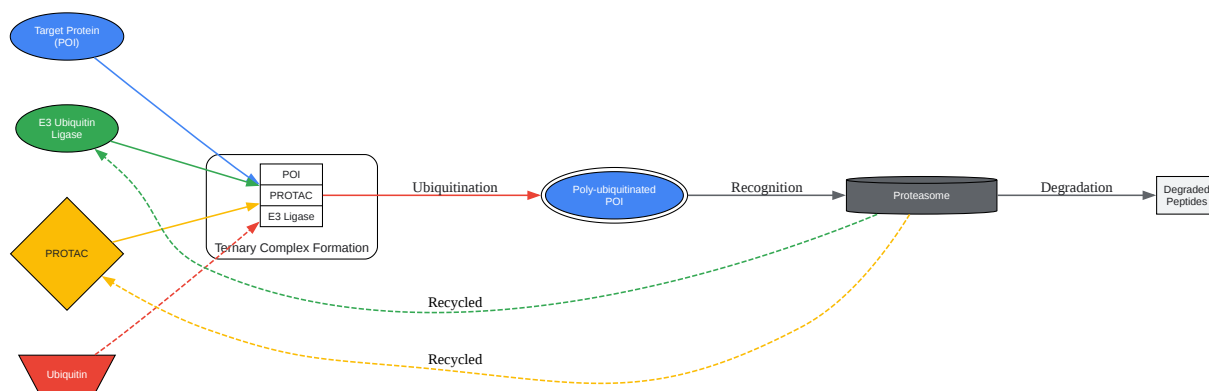 Target Protein
(POI)
E3 Ubiquitin
Ligase
PROTAC
Ubiquitin
POI
PROTAC
E3 Ligase
Ternary Complex Formation
Ubiquitination
Poly-ubiquitinated
POI
Recognition
Proteasome
Degradation
Degraded
Peptides
Recycled
Recycled